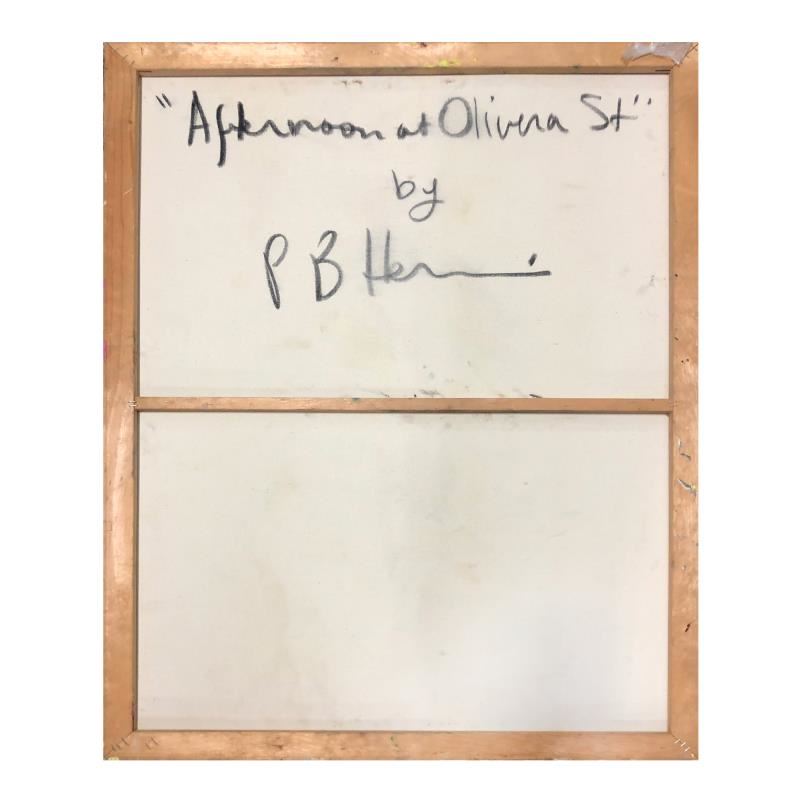 "Afternoon at Olivera St"
by
P B